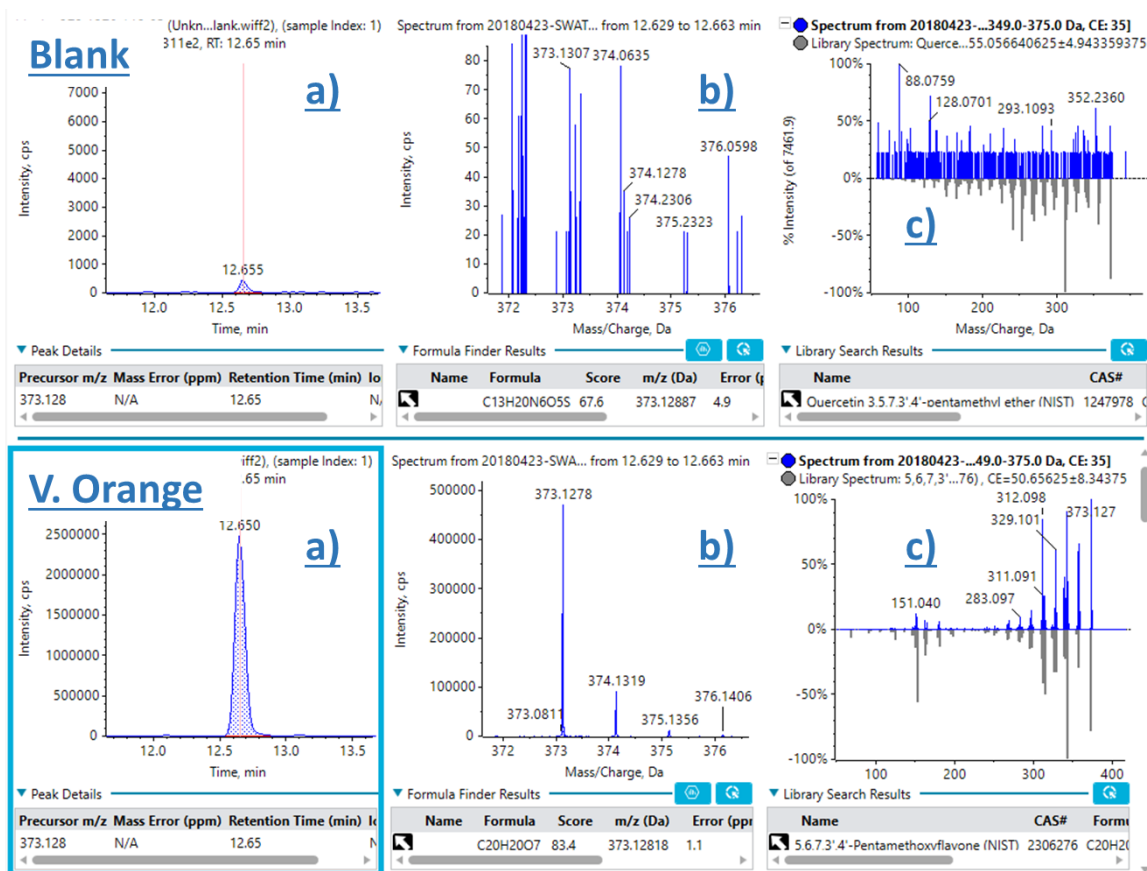 (Unkn...lank.wiff2), (sample Index: 1)
311e2, RT: 12.65 min
Blank
a)
Intensity, cps
7000
6000
5000
4000
3000
2000
1000
0
12.655
12.0 12.5 13.0 13.5
Time, min
Spectrum from 20180423-SWAT... from 12.629 to 12.663 min
b)
Intensity, cps
80
70
60
50
40
30
20
10
0
373.1307
374.0635
376.0598
374.1278
374.2306
375.2323
372 373 374 375 376
Mass/Charge, Da
Spectrum from 20180423-...349.0-375.0 Da, CE: 35]
Library Spectrum: Querce...55.056640625±4.943359375
c)
% Intensity (of 7461.9)
100%
50%
0%
-50%
-100%
88.0759
128.0701
293.1093
352.2360
100 200 300
Mass/Charge, Da
Peak Details
Precursor m/z Mass Error (ppm) Retention Time (min) Io
373.128 N/A 12.65 N/
Formula Finder Results
Name Formula Score m/z (Da) Error (p
C13H20N6O5S 67.6 373.12887 4.9
Library Search Results
Name CAS#
Quercetin 3,5,7,3',4'-pentamethyl ether (NIST) 1247978 C
V. Orange
iff2), (sample Index: 1)
.65 min
a)
Intensity, cps
2500000
2000000
1500000
1000000
500000
0
12.650
12.0 12.5 13.0 13.5
Time, min
Spectrum from 20180423-SWA... from 12.629 to 12.663 min
b)
Intensity, cps
500000
400000
300000
200000
100000
0
373.1278
374.1319
373.0811
375.1356
376.1406
372 373 374 375 376
Mass/Charge, Da
Spectrum from 20180423-...49.0-375.0 Da, CE: 35]
Library Spectrum: 5,6,7,3'...76) , CE=50.65625±8.34375
c)
100%
50%
0%
-50%
-100%
312.098
373.127
329.101
311.091
283.097
151.040
100 200 300 400
Mass/Charge, Da
Peak Details
Precursor m/z Mass Error (ppm) Retention Time (min) Ic
373.128 N/A 12.65 N
Formula Finder Results
Name Formula Score m/z (Da) Error (ppr
C20H20O7 83.4 373.12818 1.1
Library Search Results
Name CAS# Formu
5,6,7,3',4'-Pentamethoxyflavone (NIST) 2306276 C20H20